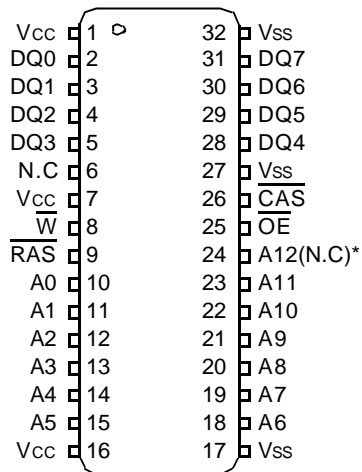 VCC 1 32 VSS
DQ0 2 31 DQ7
DQ1 3 30 DQ6
DQ2 4 29 DQ5
DQ3 5 28 DQ4
N.C 6 27 VSS
VCC 7 26 CAS
W 8 25 OE
RAS 9 24 A12(N.C)*
A0 10 23 A11
A1 11 22 A10
A2 12 21 A9
A3 13 20 A8
A4 14 19 A7
A5 15 18 A6
VCC 16 17 VSS